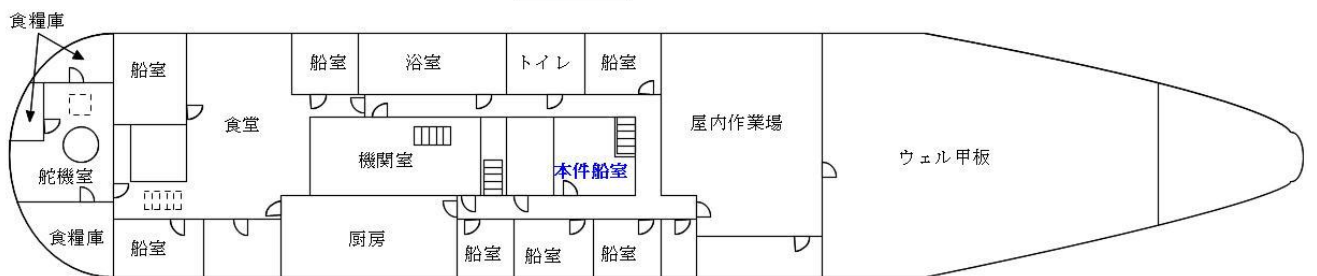 食糧庫
船室
船室
浴室
トイレ
船室
食堂
屋内作業場
機関室
ウェル甲板
本件船室
舵機室
食糧庫
船室
厨房
船室
船室
船室